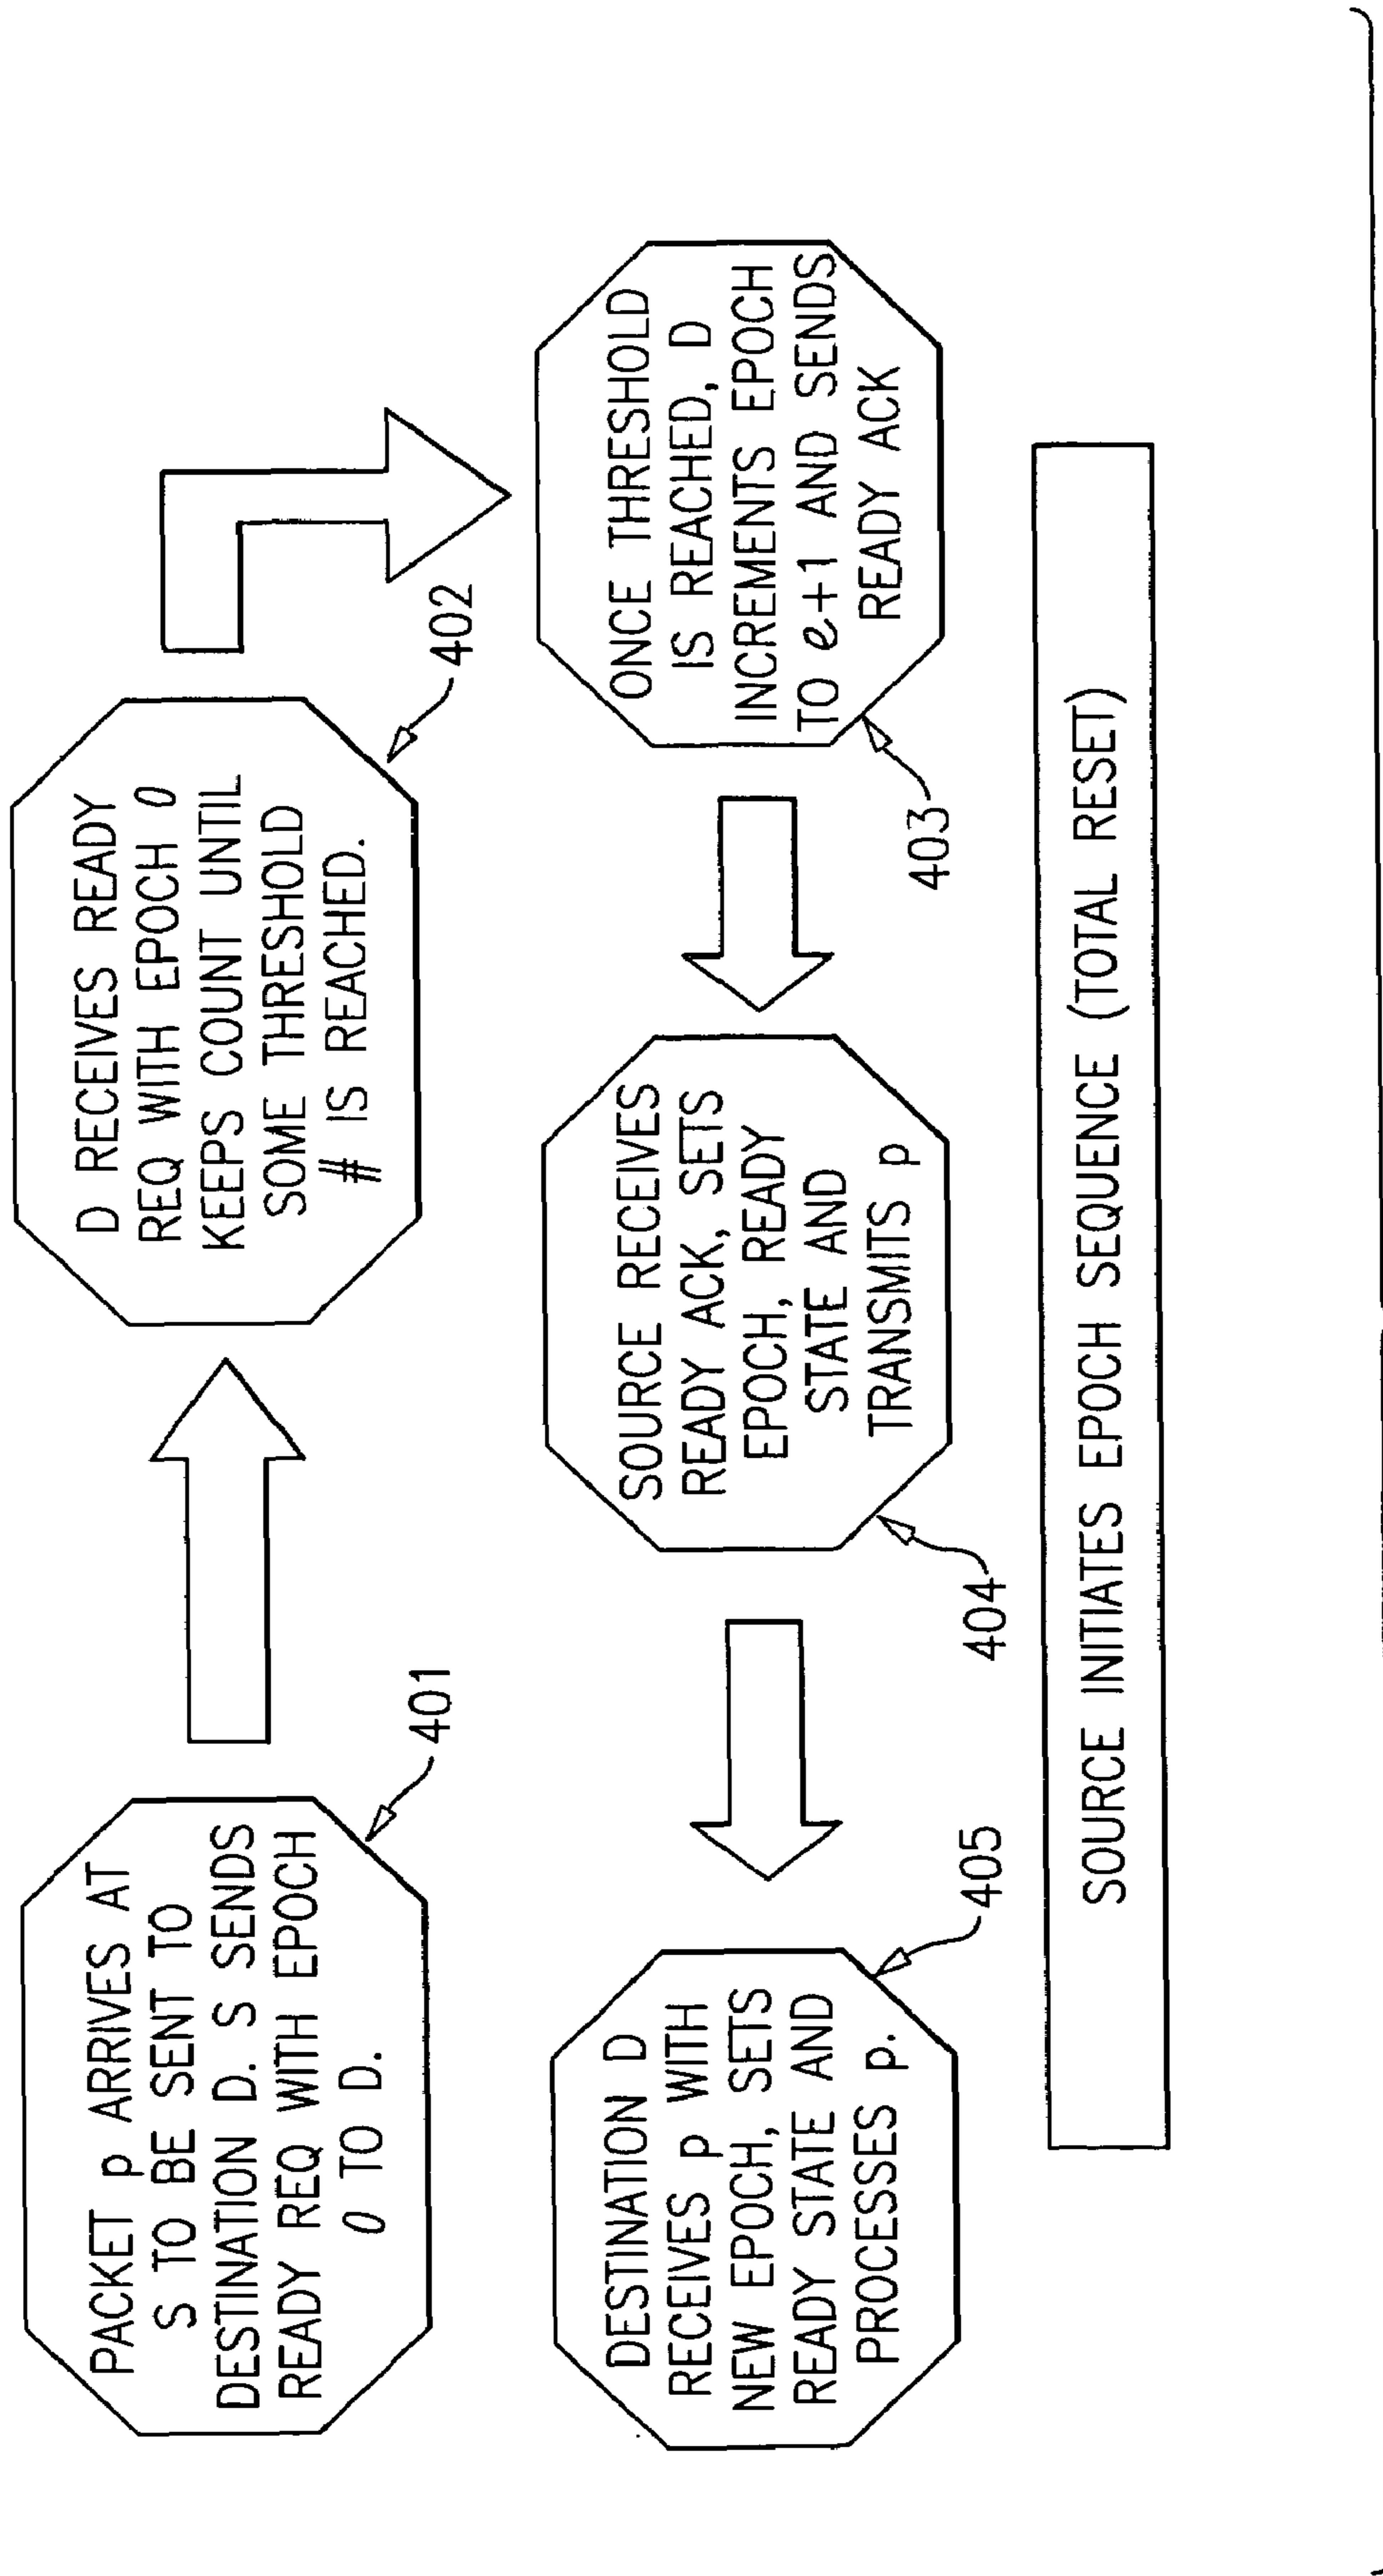 PACKET p ARRIVES AT
S TO BE SENT TO
DESTINATION D. S SENDS
READY REQ WITH EPOCH
0 TO D.
401
D RECEIVES READY
REQ WITH EPOCH 0
KEEPS COUNT UNTIL
SOME THRESHOLD
# IS REACHED.
402
ONCE THRESHOLD
IS REACHED, D
INCREMENTS EPOCH
TO e+1 AND SENDS
READY ACK
403
SOURCE RECEIVES
READY ACK, SETS
EPOCH, READY
STATE AND
TRANSMITS p
404
DESTINATION D
RECEIVES p WITH
NEW EPOCH, SETS
READY STATE AND
PROCESSES p.
405
SOURCE INITIATES EPOCH SEQUENCE (TOTAL RESET)